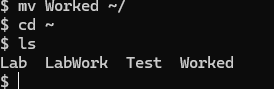 $ mv Worked ~/
$ cd ~
$ ls
Lab  LabWork  Test  Worked
$